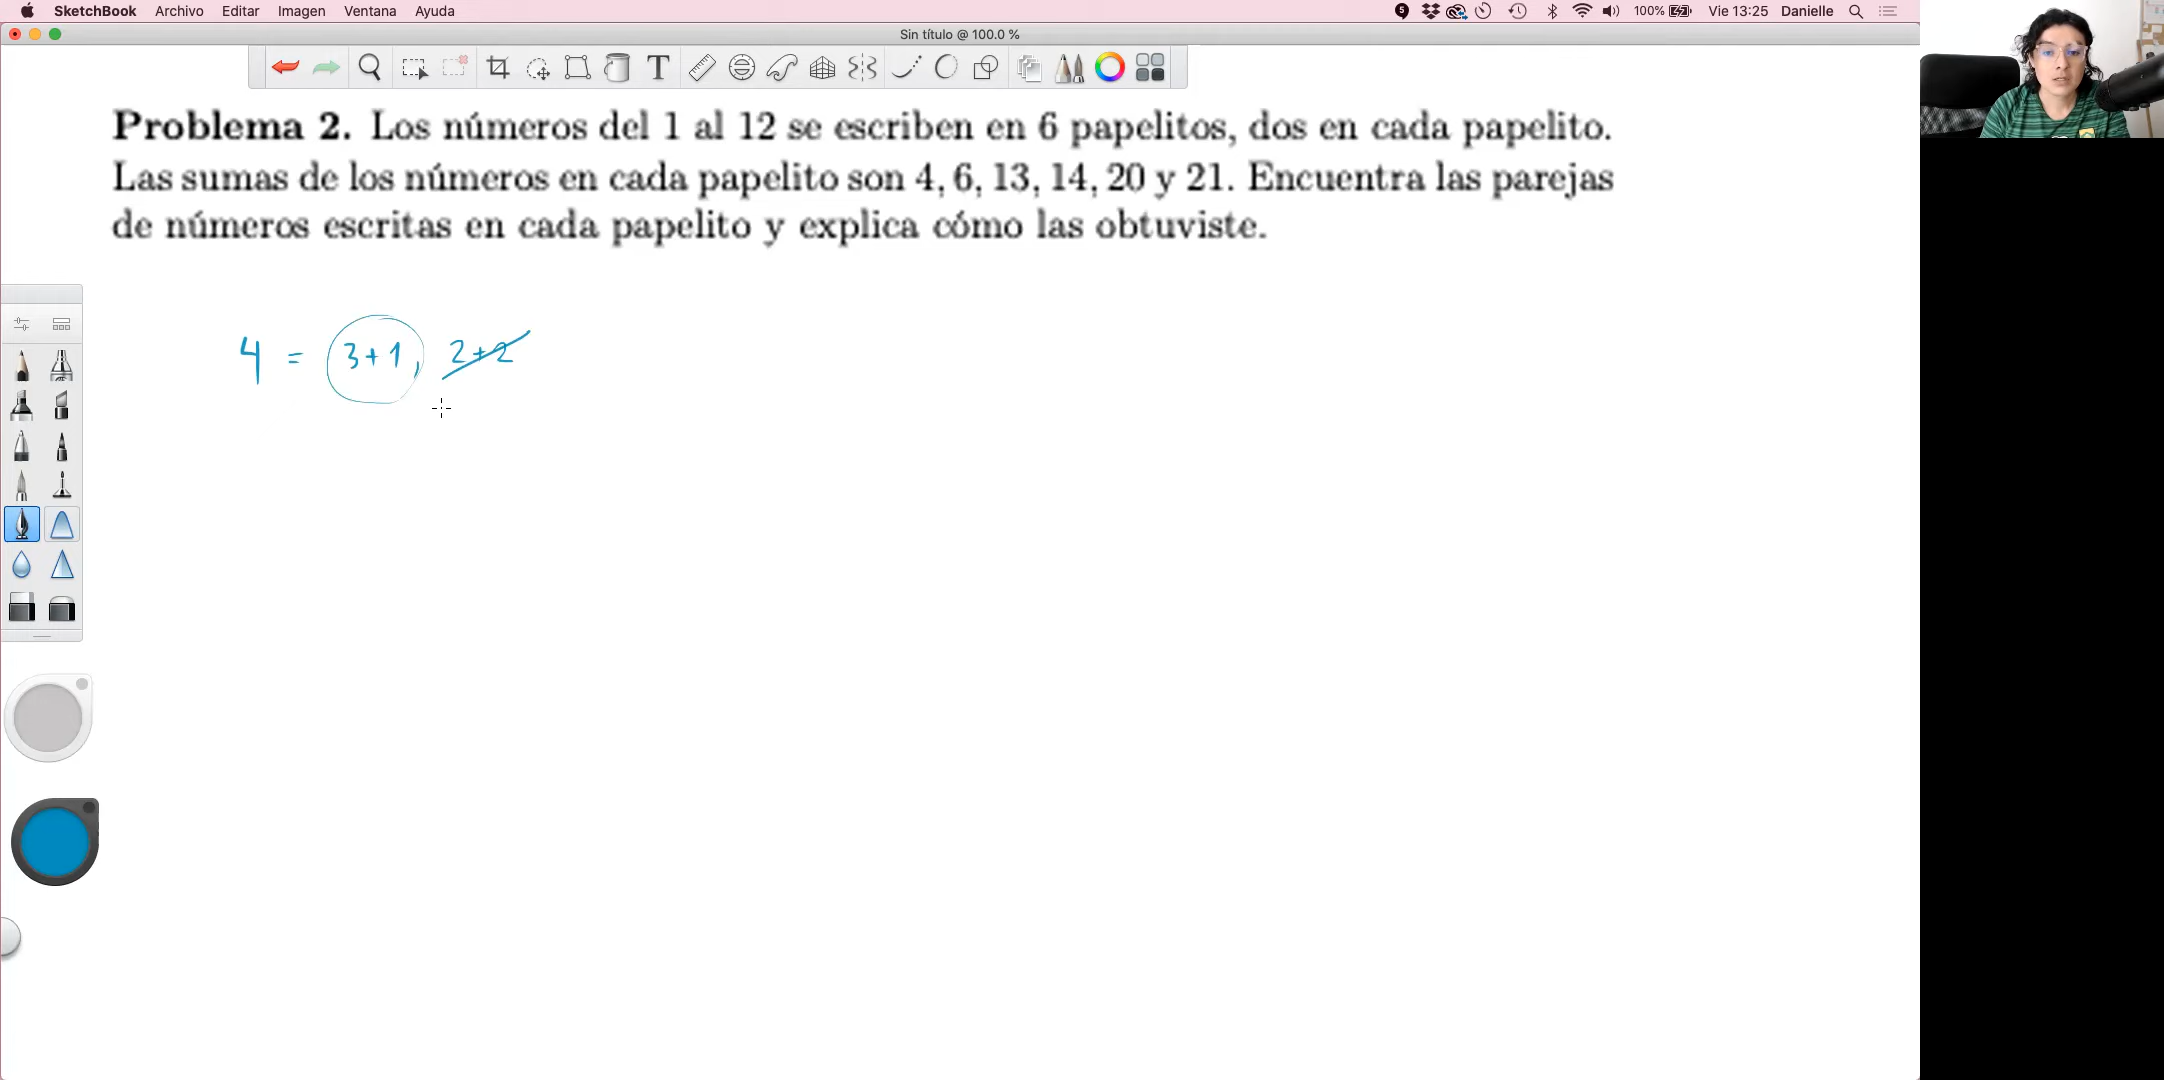 SketchBook Archivo Editar Imagen Ventana Ayuda 100% Vie 13:25 Danielle
Sin título @ 100.0 %
Problema 2. Los números del 1 al 12 se escriben en 6 papelitos, dos en cada papelito.
Las sumas de los números en cada papelito son 4, 6, 13, 14, 20 y 21. Encuentra las parejas
de números escritas en cada papelito y explica cómo las obtuviste.
4 = 3+1, 2+2